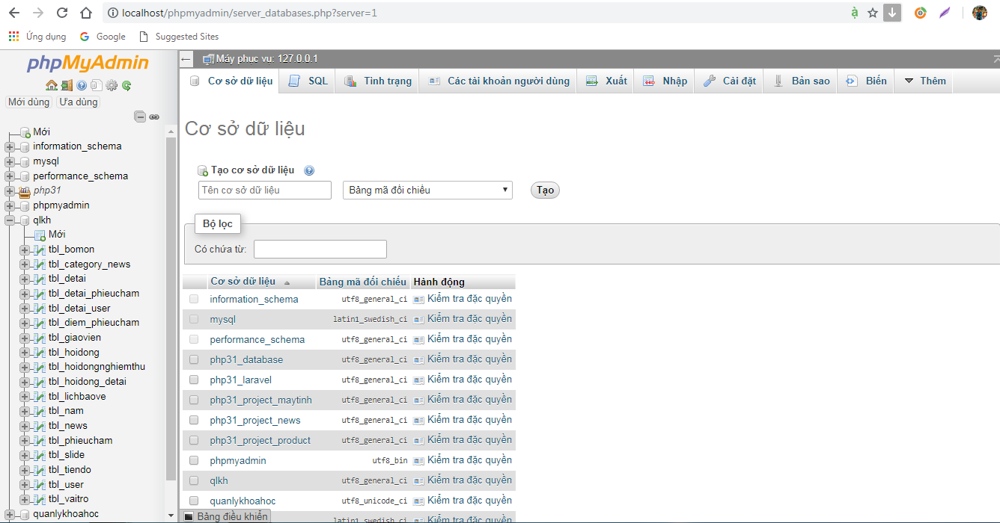 localhost/phpmyadmin/server_databases.php?server=1
Ứng dụng Google Suggested Sites
phpMyAdmin
Mới dùng Ưa dùng
Mới
information_schema
mysql
performance_schema
php31
phpmyadmin
qlkh
Mới
tbl_bomon
tbl_category_news
tbl_detai
tbl_detai_phieucham
tbl_detai_user
tbl_diem_phieucham
tbl_giaovien
tbl_hoidong
tbl_hoidongnghiemthu
tbl_hoidong_detai
tbl_lichbaove
tbl_nam
tbl_news
tbl_phieucham
tbl_slide
tbl_tiendo
tbl_user
tbl_vaitro
quanlykhoahoc
Máy phục vụ: 127.0.0.1
Cơ sở dữ liệu SQL Tình trạng Các tài khoản người dùng Xuất Nhập Cài đặt Bản sao Biến Thêm
Cơ sở dữ liệu
Tạo cơ sở dữ liệu
Tên cơ sở dữ liệu Bảng mã đối chiếu Tạo
Bộ lọc
Có chứa từ:
Cơ sở dữ liệu Bảng mã đối chiếu Hành động
information_schema utf8_general_ci Kiểm tra đặc quyền
mysql latin1_swedish_ci Kiểm tra đặc quyền
performance_schema utf8_general_ci Kiểm tra đặc quyền
php31_database utf8_general_ci Kiểm tra đặc quyền
php31_laravel utf8_general_ci Kiểm tra đặc quyền
php31_project_maytinh utf8_general_ci Kiểm tra đặc quyền
php31_project_news utf8_general_ci Kiểm tra đặc quyền
php31_project_product utf8_general_ci Kiểm tra đặc quyền
phpmyadmin utf8_bin Kiểm tra đặc quyền
qlkh utf8_general_ci Kiểm tra đặc quyền
quanlykhoahoc utf8_unicode_ci Kiểm tra đặc quyền
Bảng điều khiển latin1_swedish_ci Kiểm tra đặc quyền